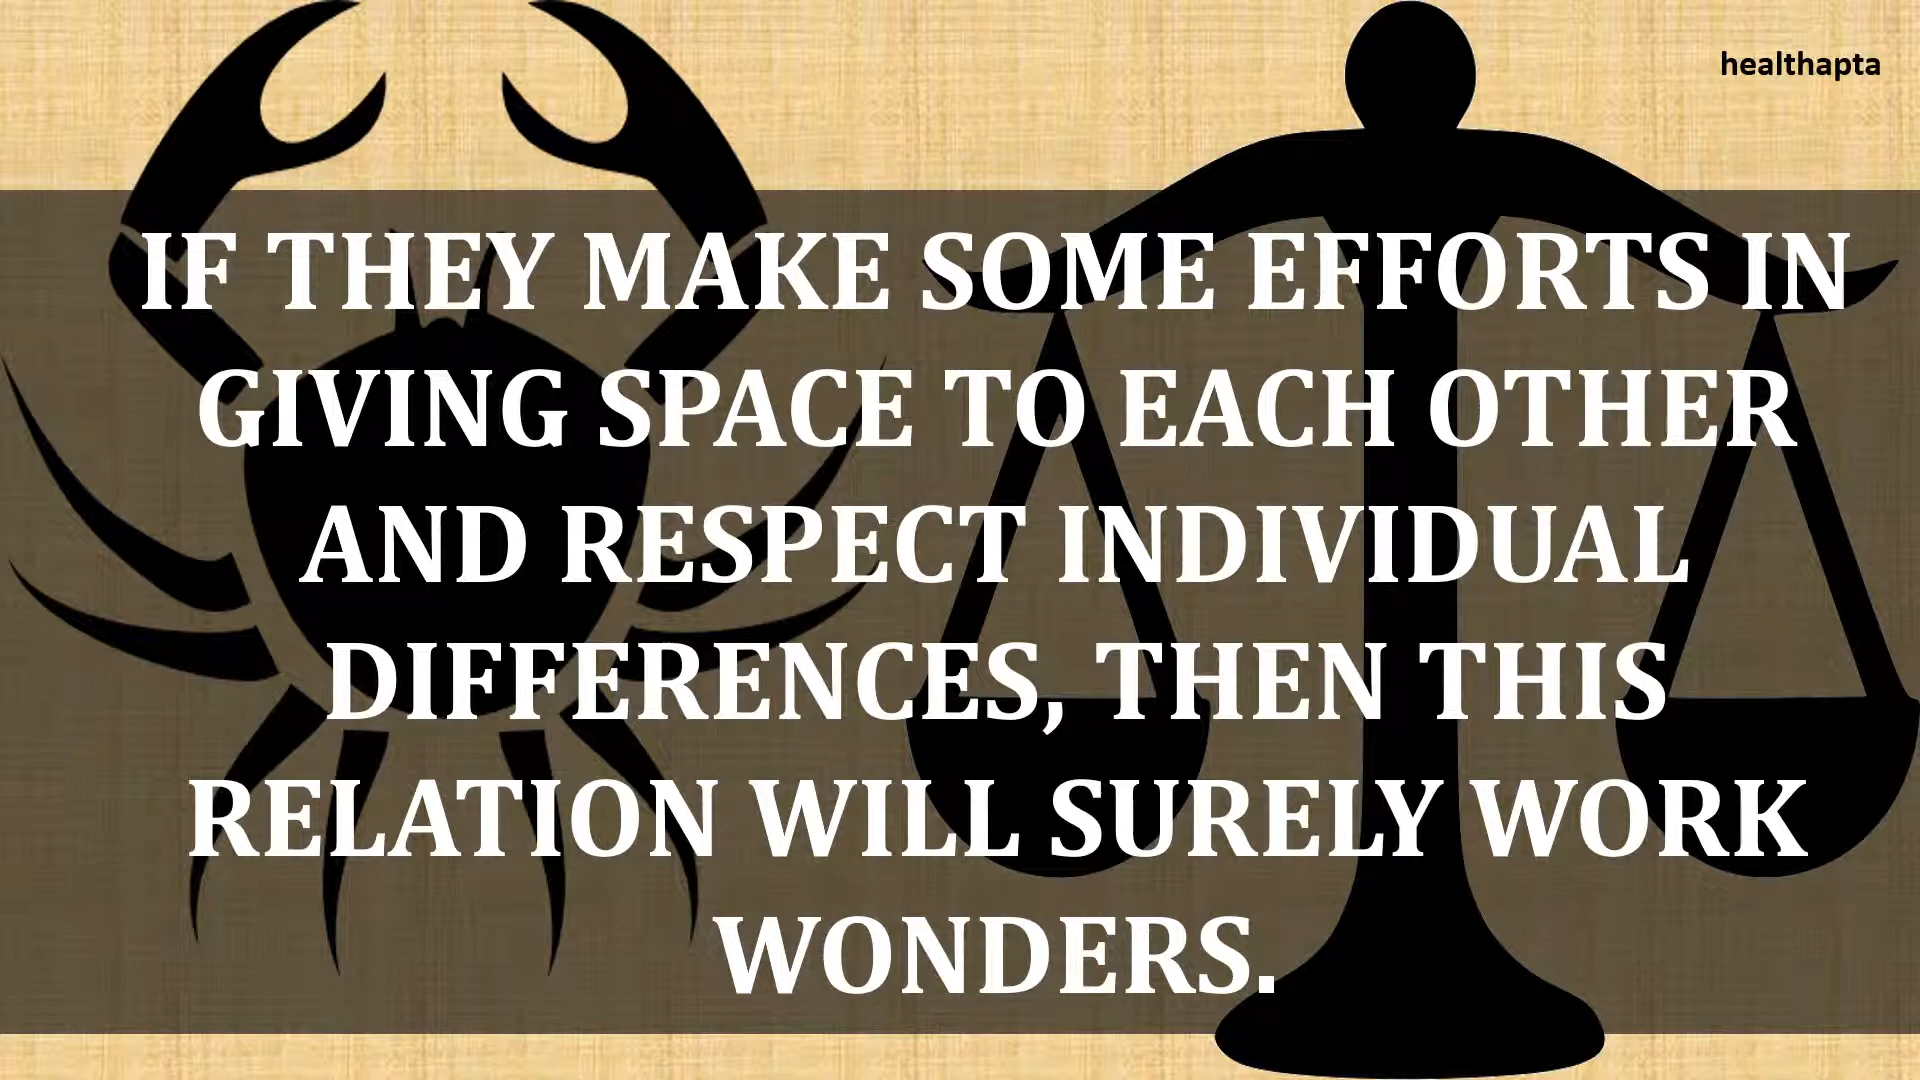 healthapta
IF THEY MAKE SOME EFFORTS IN
GIVING SPACE TO EACH OTHER
AND RESPECT INDIVIDUAL
DIFFERENCES, THEN THIS
RELATION WILL SURELY WORK
WONDERS.